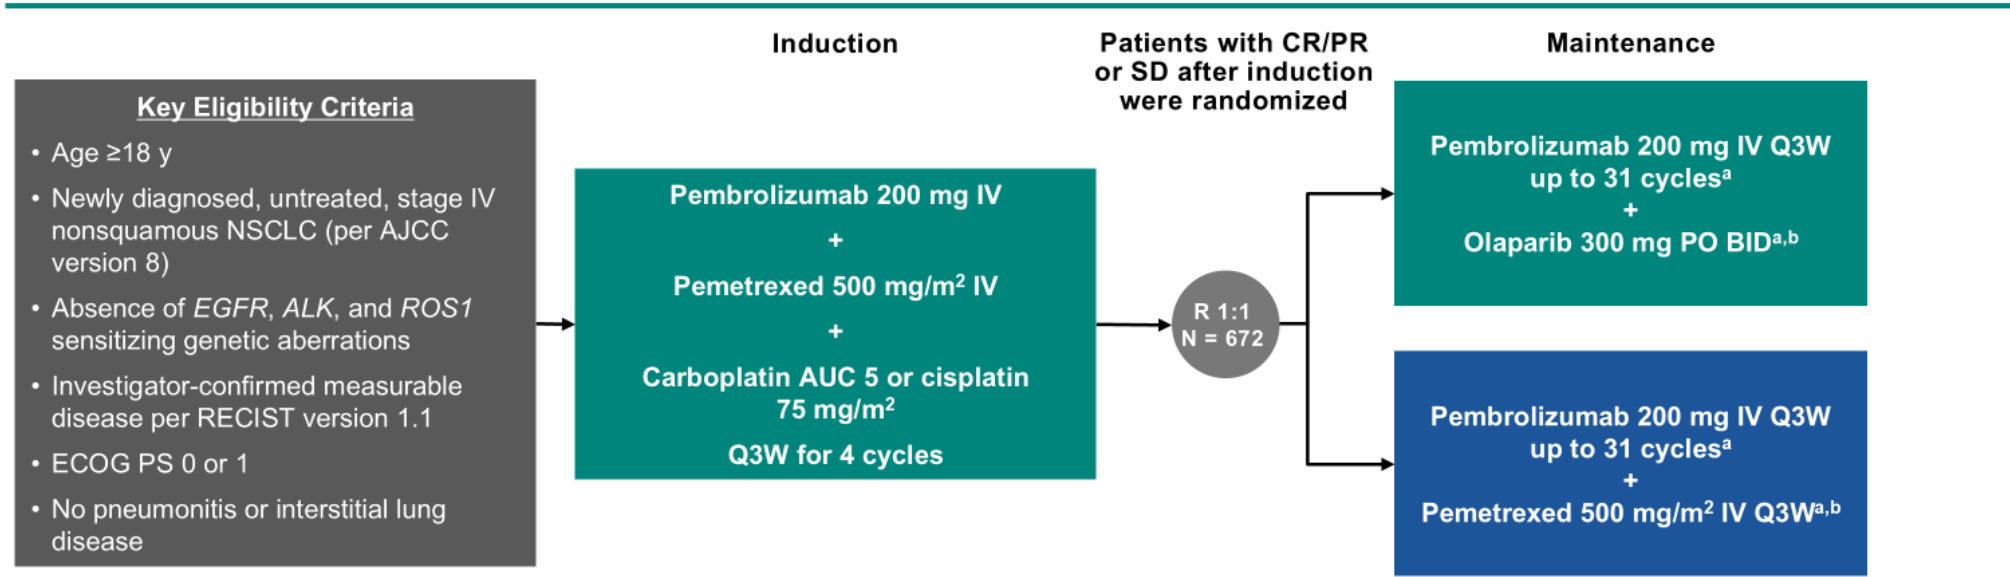 Induction
Patients with CR/PR
or SD after induction
were randomized
Maintenance
Key Eligibility Criteria
• Age ≥18 y
• Newly diagnosed, untreated, stage IV
nonsquamous NSCLC (per AJCC
version 8)
• Absence of EGFR, ALK, and ROS1
sensitizing genetic aberrations
• Investigator-confirmed measurable
disease per RECIST version 1.1
• ECOG PS 0 or 1
• No pneumonitis or interstitial lung
disease
Pembrolizumab 200 mg IV
+
Pemetrexed 500 mg/m² IV
+
Carboplatin AUC 5 or cisplatin
75 mg/m²
Q3W for 4 cycles
R 1:1
N = 672
Pembrolizumab 200 mg IV Q3W
up to 31 cyclesᵃ
+
Olaparib 300 mg PO BIDᵃ,ᵇ
Pembrolizumab 200 mg IV Q3W
up to 31 cyclesᵃ
+
Pemetrexed 500 mg/m² IV Q3Wᵃ,ᵇ